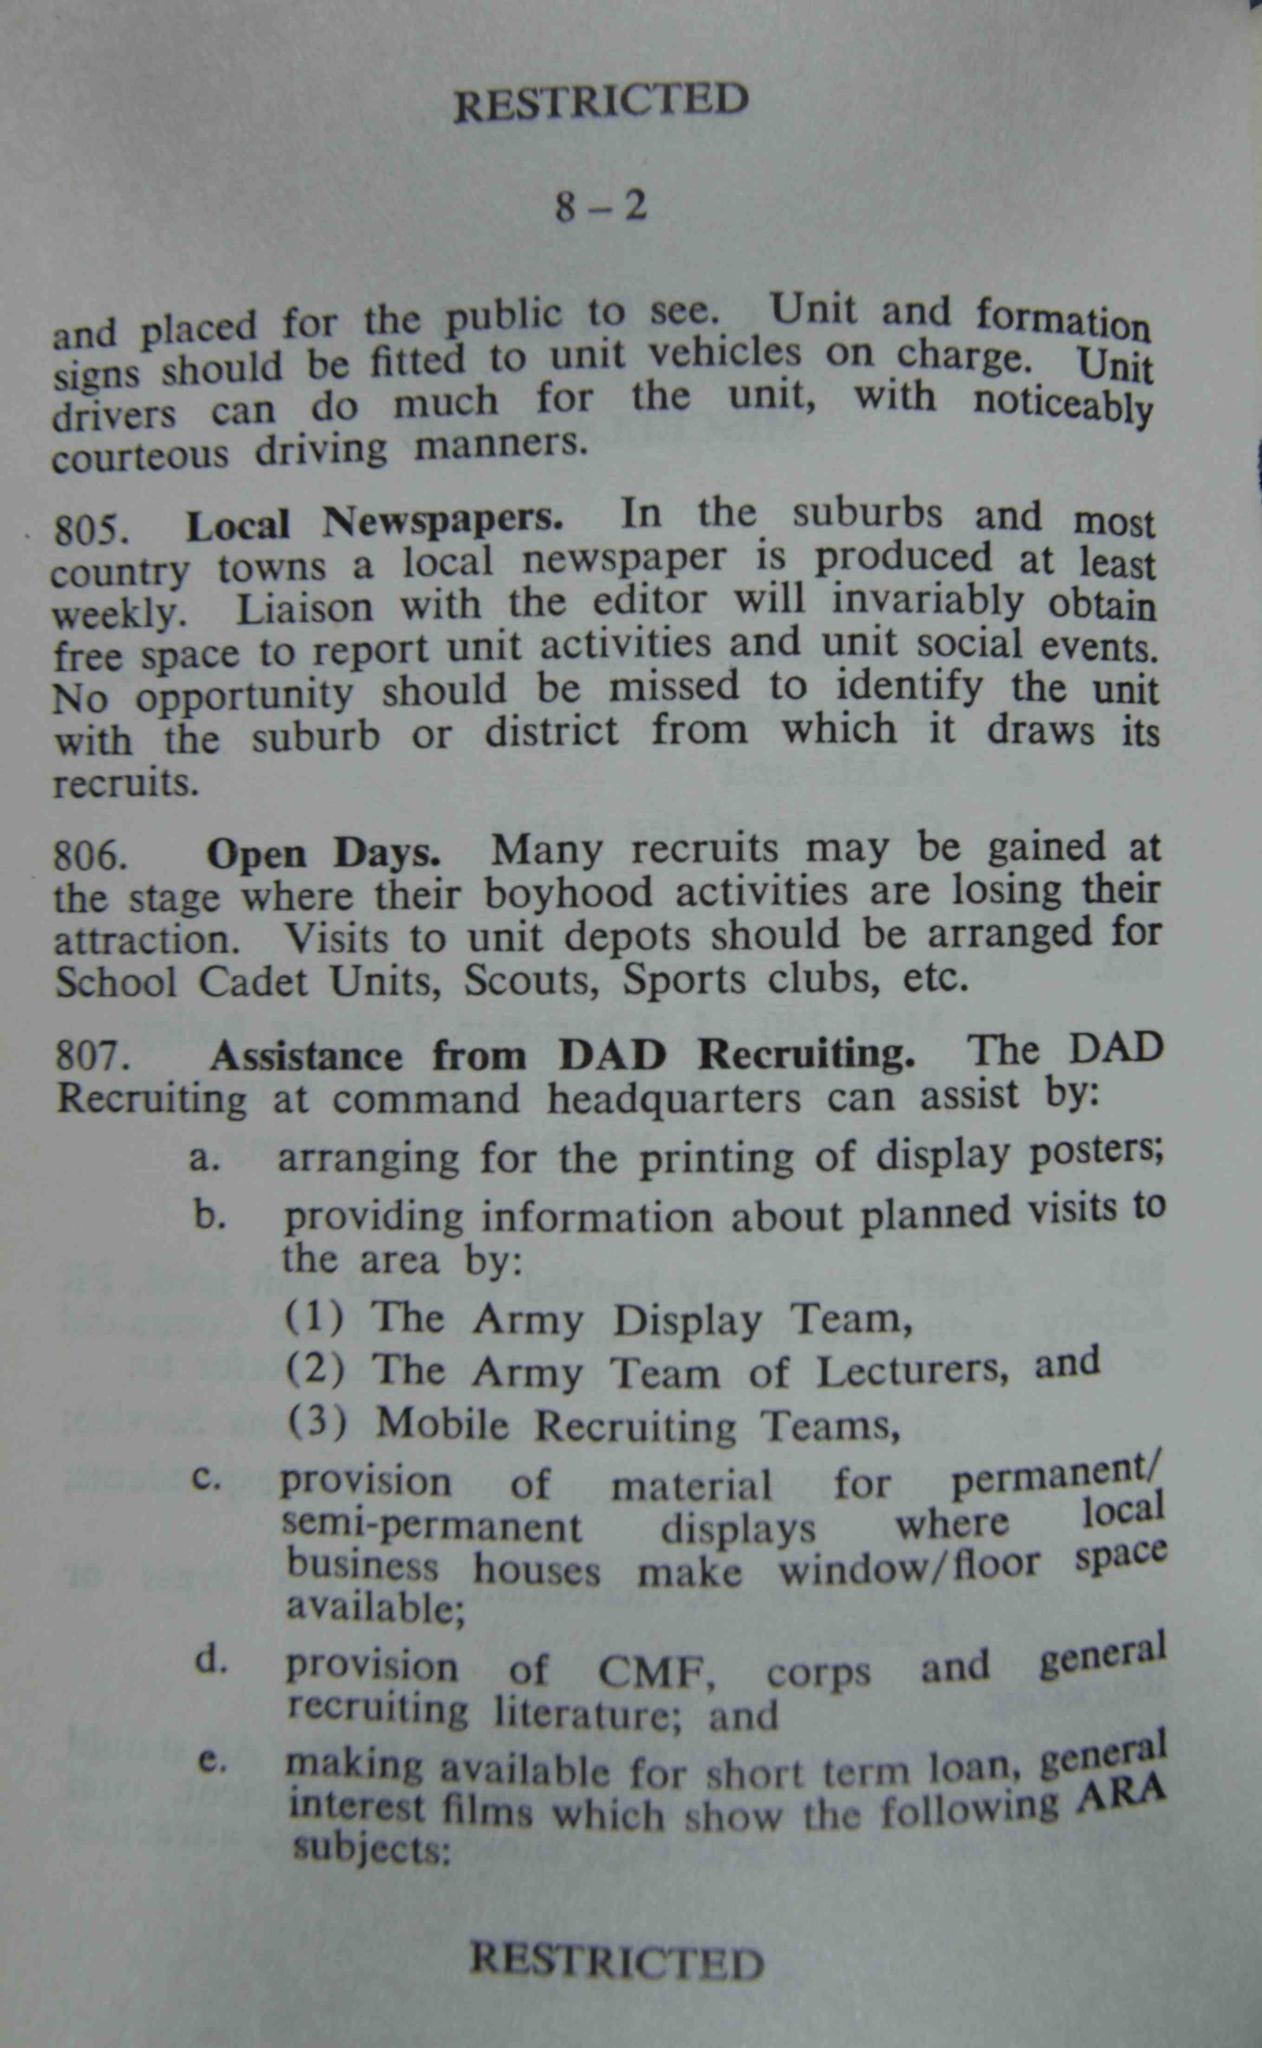 RESTRICTED
8 – 2
and placed for the public to see. Unit and formation
signs should be fitted to unit vehicles on charge. Unit
drivers can do much for the unit, with noticeably
courteous driving manners.
805. Local Newspapers. In the suburbs and most
country towns a local newspaper is produced at least
weekly. Liaison with the editor will invariably obtain
free space to report unit activities and unit social events.
No opportunity should be missed to identify the unit
with the suburb or district from which it draws its
recruits.
806. Open Days. Many recruits may be gained at
the stage where their boyhood activities are losing their
attraction. Visits to unit depots should be arranged for
School Cadet Units, Scouts, Sports clubs, etc.
807. Assistance from DAD Recruiting. The DAD
Recruiting at command headquarters can assist by:
a. arranging for the printing of display posters;
b. providing information about planned visits to
the area by:
(1) The Army Display Team,
(2) The Army Team of Lecturers, and
(3) Mobile Recruiting Teams,
c. provision of material for permanent/
semi-permanent displays where local
business houses make window/floor space
available;
d. provision of CMF, corps and general
recruiting literature; and
e. making available for short term loan, general
interest films which show the following ARA
subjects:
RESTRICTED